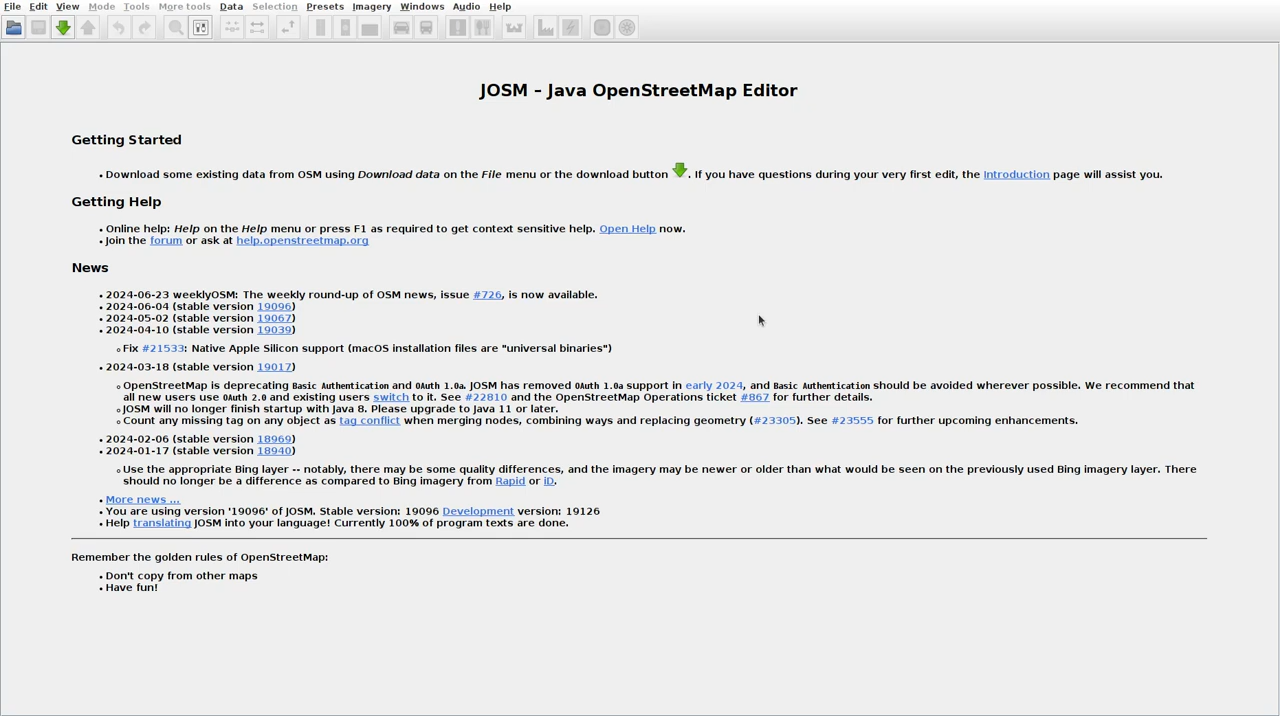 File Edit View Mode Tools More tools Data Selection Presets Imagery Windows Audio Help
JOSM – Java OpenStreetMap Editor
Getting Started
• Download some existing data from OSM using Download data on the File menu or the download button . If you have questions during your very first edit, the Introduction page will assist you.
Getting Help
• Online help: Help on the Help menu or press F1 as required to get context sensitive help. Open Help now.
• Join the forum or ask at help.openstreetmap.org
News
• 2024-06-23 weeklyOSM: The weekly round-up of OSM news, issue #726, is now available.
• 2024-06-04 (stable version 19096)
• 2024-05-02 (stable version 19067)
• 2024-04-10 (stable version 19039)
◦ Fix #21533: Native Apple Silicon support (macOS installation files are "universal binaries")
• 2024-03-18 (stable version 19017)
◦ OpenStreetMap is deprecating Basic Authentication and OAuth 1.0a. JOSM has removed OAuth 1.0a support in early 2024, and Basic Authentication should be avoided wherever possible. We recommend that
all new users use OAuth 2.0 and existing users switch to it. See #22810 and the OpenStreetMap Operations ticket #867 for further details.
◦ JOSM will no longer finish startup with Java 8. Please upgrade to Java 11 or later.
◦ Count any missing tag on any object as tag conflict when merging nodes, combining ways and replacing geometry (#23305). See #23555 for further upcoming enhancements.
• 2024-02-06 (stable version 18969)
• 2024-01-17 (stable version 18940)
◦ Use the appropriate Bing layer -- notably, there may be some quality differences, and the imagery may be newer or older than what would be seen on the previously used Bing imagery layer. There
should no longer be a difference as compared to Bing imagery from Rapid or iD.
• More news ...
• You are using version '19096' of JOSM. Stable version: 19096 Development version: 19126
• Help translating JOSM into your language! Currently 100% of program texts are done.
Remember the golden rules of OpenStreetMap:
• Don't copy from other maps
• Have fun!